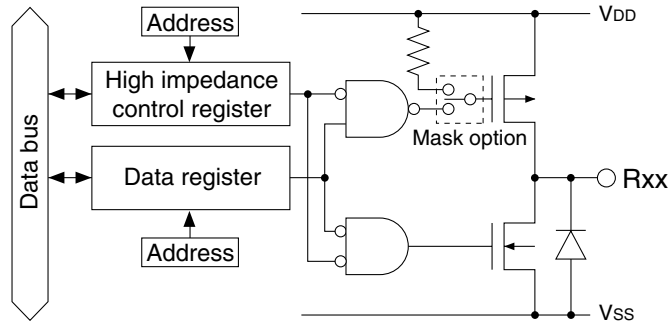 Address
VDD
High impedance
control register
Mask option
Data bus
Data register
Rxx
Address
VSS